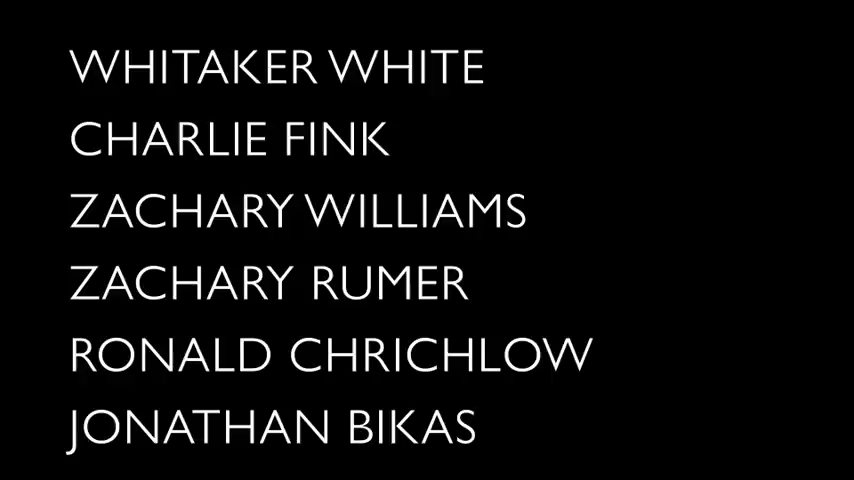 WHITAKER WHITE
CHARLIE FINK
ZACHARY WILLIAMS
ZACHARY RUMER
RONALD CHRICHLOW
JONATHAN BIKAS